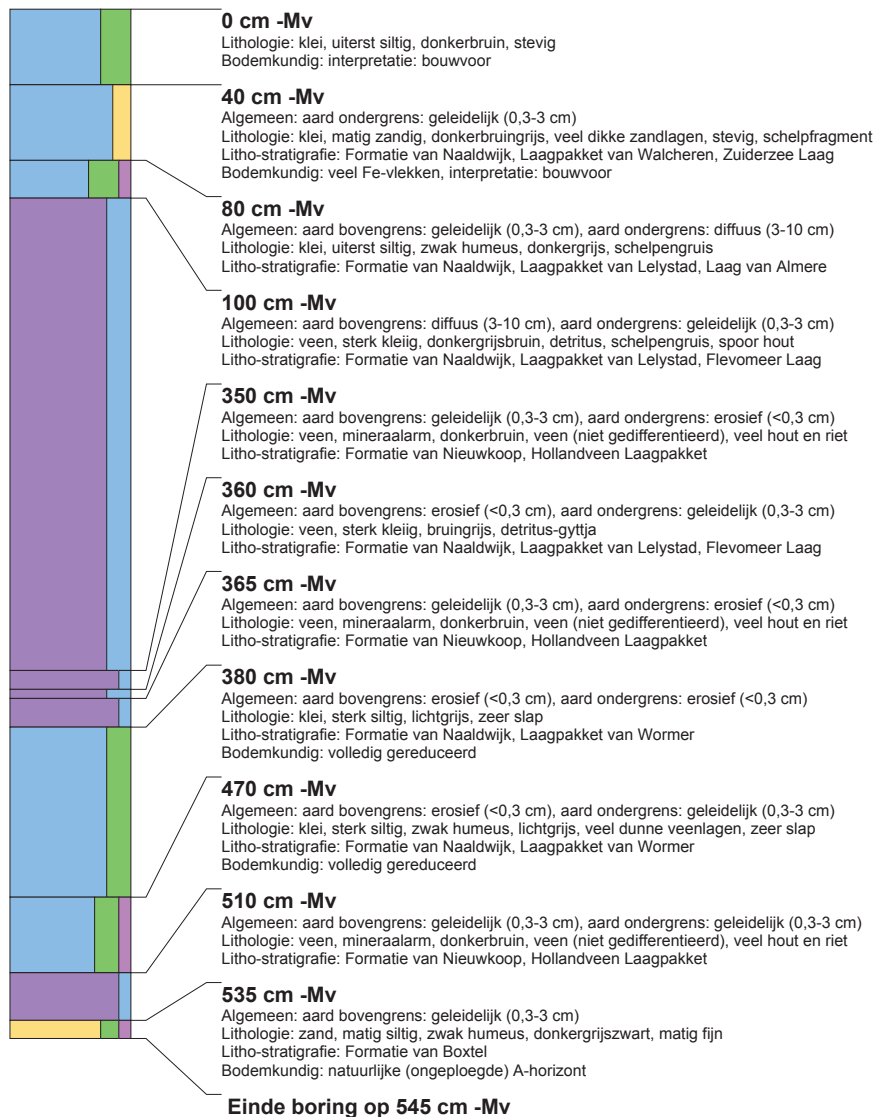 0 cm -Mv
Lithologie: klei, uiterst siltig, donkerbruin, stevig
Bodemkundig: interpretatie: bouwvoor
40 cm -Mv
Algemeen: aard ondergrens: geleidelijk (0,3-3 cm)
Lithologie: klei, matig zandig, donkerbruingrijs, veel dikke zandlagen, stevig, schelpfragment
Litho-stratigrafie: Formatie van Naaldwijk, Laagpakket van Walcheren, Zuiderzee Laag
Bodemkundig: veel Fe-vlekken, interpretatie: bouwvoor
80 cm -Mv
Algemeen: aard bovengrens: geleidelijk (0,3-3 cm), aard ondergrens: diffuus (3-10 cm)
Lithologie: klei, uiterst siltig, zwak humeus, donkergrijs, schelpengruis
Litho-stratigrafie: Formatie van Naaldwijk, Laagpakket van Lelystad, Laag van Almere
100 cm -Mv
Algemeen: aard bovengrens: diffuus (3-10 cm), aard ondergrens: geleidelijk (0,3-3 cm)
Lithologie: veen, sterk kleiig, donkergrijsbruin, detritus, schelpengruis, spoor hout
Litho-stratigrafie: Formatie van Naaldwijk, Laagpakket van Lelystad, Flevomeer Laag
350 cm -Mv
Algemeen: aard bovengrens: geleidelijk (0,3-3 cm), aard ondergrens: erosief (<0,3 cm)
Lithologie: veen, mineraalarm, donkerbruin, veen (niet gedifferentieerd), veel hout en riet
Litho-stratigrafie: Formatie van Nieuwkoop, Hollandveen Laagpakket
360 cm -Mv
Algemeen: aard bovengrens: erosief (<0,3 cm), aard ondergrens: geleidelijk (0,3-3 cm)
Lithologie: veen, sterk kleiig, bruingrijs, detritus-gyttja
Litho-stratigrafie: Formatie van Naaldwijk, Laagpakket van Lelystad, Flevomeer Laag
365 cm -Mv
Algemeen: aard bovengrens: geleidelijk (0,3-3 cm), aard ondergrens: erosief (<0,3 cm)
Lithologie: veen, mineraalarm, donkerbruin, veen (niet gedifferentieerd), veel hout en riet
Litho-stratigrafie: Formatie van Nieuwkoop, Hollandveen Laagpakket
380 cm -Mv
Algemeen: aard bovengrens: erosief (<0,3 cm), aard ondergrens: erosief (<0,3 cm)
Lithologie: klei, sterk siltig, lichtgrijs, zeer slap
Litho-stratigrafie: Formatie van Naaldwijk, Laagpakket van Wormer
Bodemkundig: volledig gereduceerd
470 cm -Mv
Algemeen: aard bovengrens: erosief (<0,3 cm), aard ondergrens: geleidelijk (0,3-3 cm)
Lithologie: klei, sterk siltig, zwak humeus, lichtgrijs, veel dunne veenlagen, zeer slap
Litho-stratigrafie: Formatie van Naaldwijk, Laagpakket van Wormer
Bodemkundig: volledig gereduceerd
510 cm -Mv
Algemeen: aard bovengrens: geleidelijk (0,3-3 cm), aard ondergrens: geleidelijk (0,3-3 cm)
Lithologie: veen, mineraalarm, donkerbruin, veen (niet gedifferentieerd), veel hout en riet
Litho-stratigrafie: Formatie van Nieuwkoop, Hollandveen Laagpakket
535 cm -Mv
Algemeen: aard bovengrens: geleidelijk (0,3-3 cm)
Lithologie: zand, matig siltig, zwak humeus, donkergrijszwart, matig fijn
Litho-stratigrafie: Formatie van Boxtel
Bodemkundig: natuurlijke (ongeploegde) A-horizont
Einde boring op 545 cm -Mv